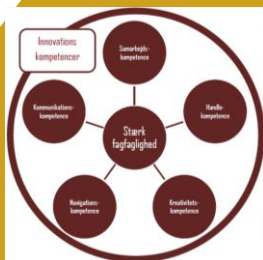 Innovations
kompetencer
Samarbejds-
kompetence
Kommunikations-
kompetence
Handle-
kompetence
Stærk
fagfaglighed
Navigations-
kompetence
Kreativitets-
kompetence